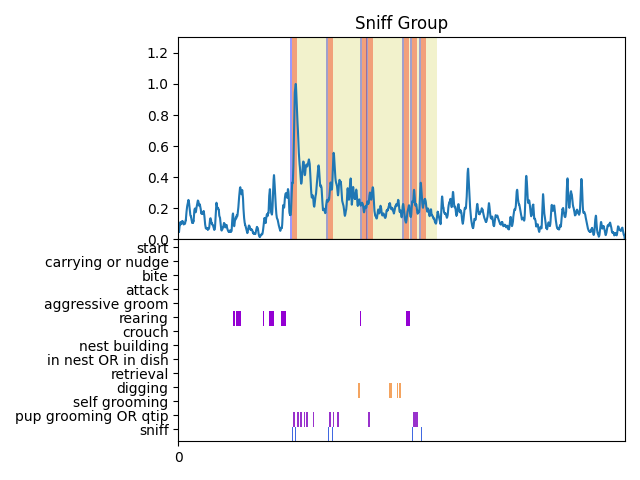 Sniff Group
1.2
1.0
0.8
0.6
0.4
0.2
0.0
start
carrying or nudge
bite
attack
aggressive groom
rearing
crouch
nest building
in nest OR in dish
retrieval
digging
self grooming
pup grooming OR qtip
sniff
0